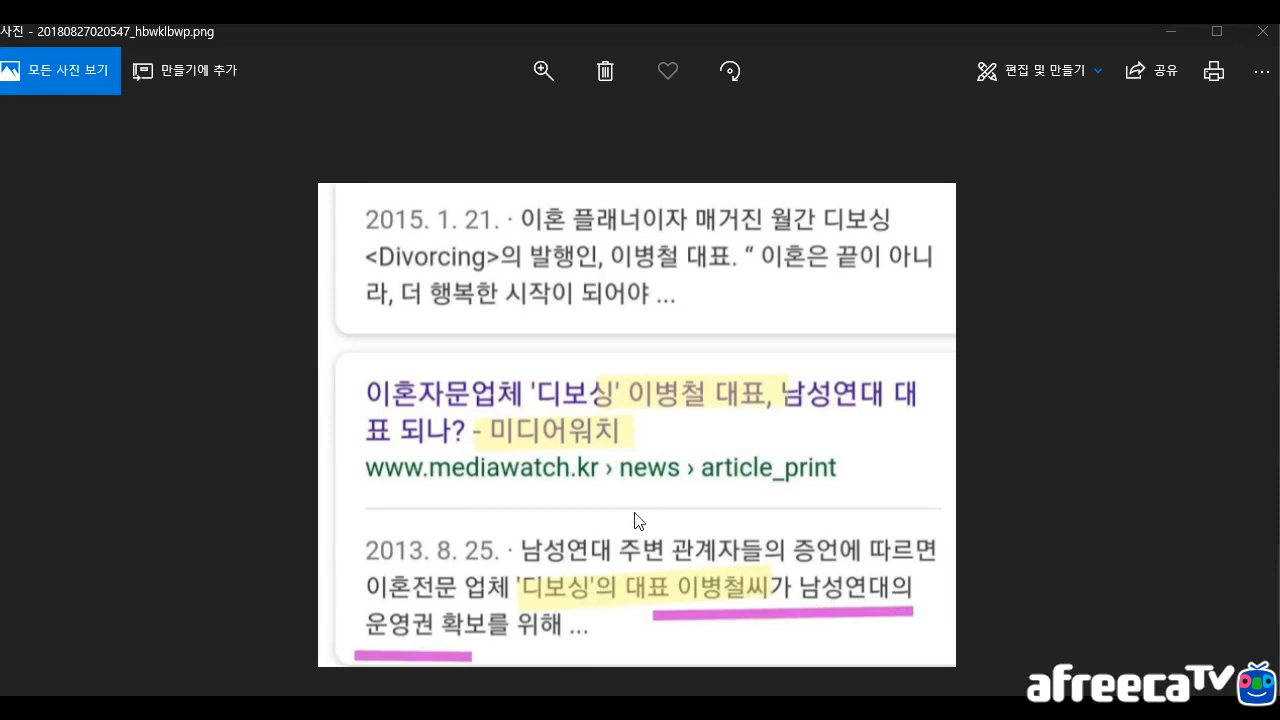 사진 - 20180827020547_hbwklbwp.png
모든 사진 보기
만들기에 추가
편집 및 만들기
공유
2015. 1. 21. · 이혼 플래너이자 매거진 월간 디보싱
<Divorcing>의 발행인, 이병철 대표. “ 이혼은 끝이 아니
라, 더 행복한 시작이 되어야 ...
이혼자문업체 '디보싱' 이병철 대표, 남성연대 대
표 되나? - 미디어워치
www.mediawatch.kr › news › article_print
2013. 8. 25. · 남성연대 주변 관계자들의 증언에 따르면
이혼전문 업체 '디보싱'의 대표 이병철씨가 남성연대의
운영권 확보를 위해 ...
afreecaTV